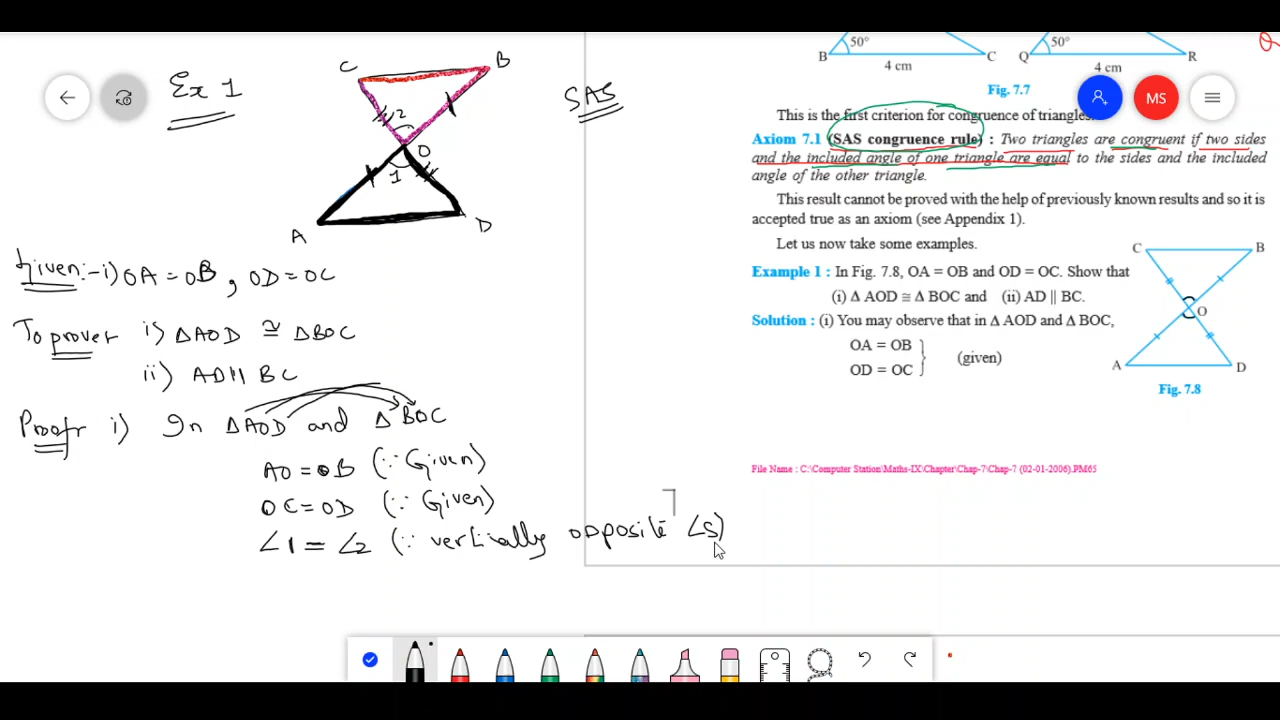 Ex 1
C
B
2
O
1
A
D
SAS
Given :- i) OA = OB , OD = OC
To prove i) △AOD ≅ △BOC
ii) AD || BC
Proof i) In △AOD and △ BOC
AO = OB (∵ Given)
OC = OD (∵ Given)
∠1 = ∠2 (∵ vertically opposite ∠s)
B 50° C Q 50° R
4 cm 4 cm
Fig. 7.7
MS
This is the first criterion for congruence of triangles.
Axiom 7.1 (SAS congruence rule) : Two triangles are congruent if two sides
and the included angle of one triangle are equal to the sides and the included
angle of the other triangle.
This result cannot be proved with the help of previously known results and so it is
accepted true as an axiom (see Appendix 1).
Let us now take some examples.
Example 1 : In Fig. 7.8, OA = OB and OD = OC. Show that
(i) Δ AOD ≅ Δ BOC and (ii) AD || BC.
Solution : (i) You may observe that in Δ AOD and Δ BOC,
OA = OB
OD = OC } (given)
C B
O
A D
Fig. 7.8
File Name : C:\Computer Station\Maths-IX\Chapter\Chap-7\Chap-7 (02-01-2006).PM65